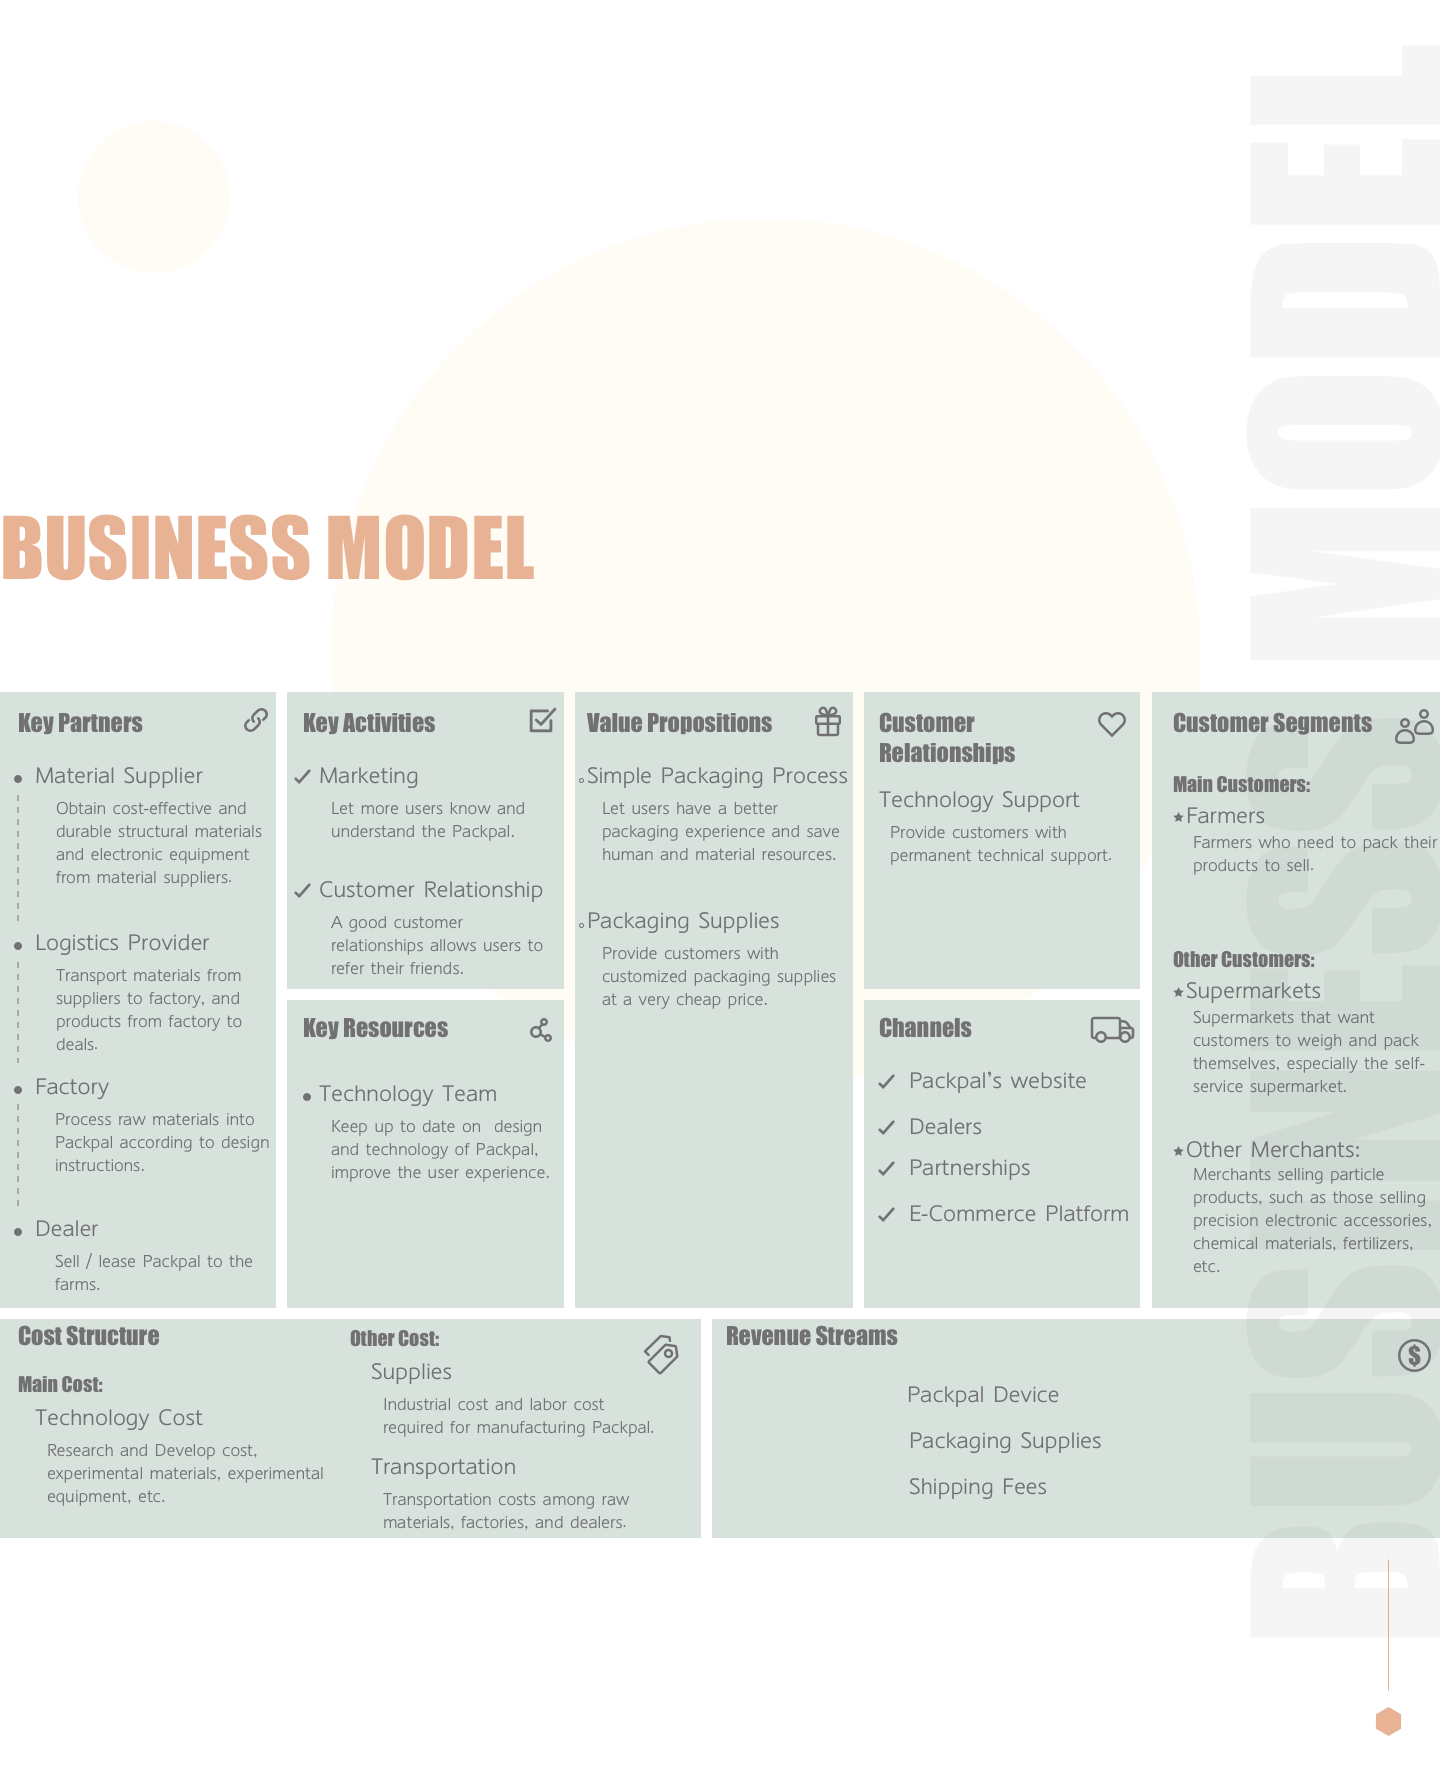 BUSINESS MODEL
BUSINESS MODEL
Key Partners
Material Supplier
Obtain cost-effective and
durable structural materials
and electronic equipment
from material suppliers.
Logistics Provider
Transport materials from
suppliers to factory, and
products from factory to
deals.
Factory
Process raw materials into
Packpal according to design
instructions.
Dealer
Sell / lease Packpal to the
farms.
Key Activities
Marketing
Let more users know and
understand the Packpal.
Customer Relationship
A good customer
relationships allows users to
refer their friends.
Key Resources
Technology Team
Keep up to date on  design
and technology of Packpal,
improve the user experience.
Value Propositions
Simple Packaging Process
Let users have a better
packaging experience and save
human and material resources.
Packaging Supplies
Provide customers with
customized packaging supplies
at a very cheap price.
Customer
Relationships
Technology Support
Provide customers with
permanent technical support.
Channels
Packpal's website
Dealers
Partnerships
E-Commerce Platform
Customer Segments
Main Customers:
Farmers
Farmers who need to pack their
products to sell.
Other Customers:
Supermarkets
Supermarkets that want
customers to weigh and pack
themselves, especially the self-
service supermarket.
Other Merchants:
Merchants selling particle
products, such as those selling
precision electronic accessories,
chemical materials, fertilizers,
etc.
Cost Structure
Main Cost:
Technology Cost
Research and Develop cost,
experimental materials, experimental
equipment, etc.
Other Cost:
Supplies
Industrial cost and labor cost
required for manufacturing Packpal.
Transportation
Transportation costs among raw
materials, factories, and dealers.
Revenue Streams
$
Packpal Device
Packaging Supplies
Shipping Fees